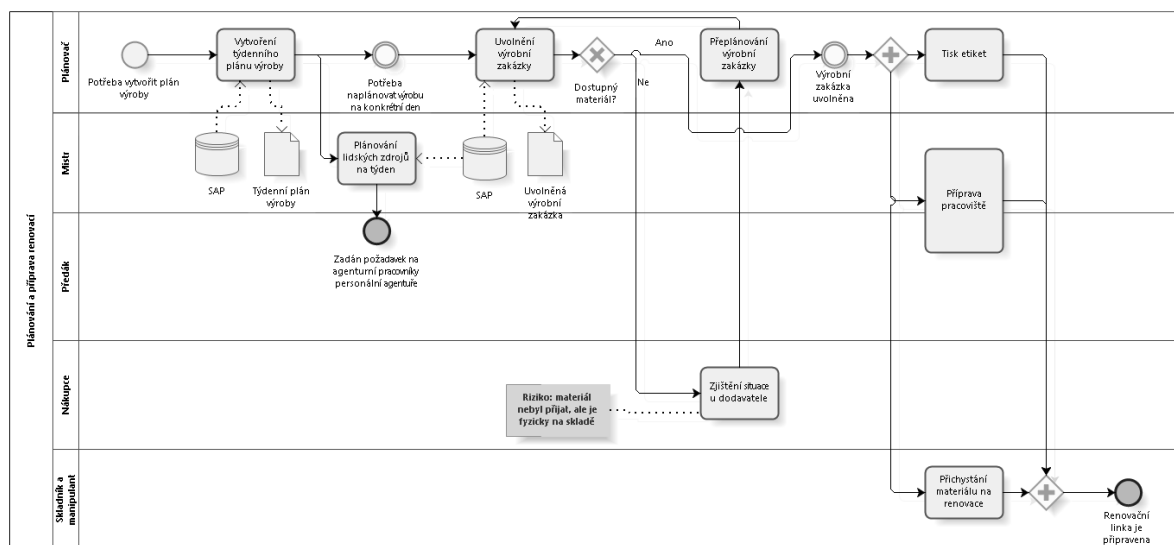 Plánování a příprava renovací
Plánovač
Potřeba vytvořit plán
výroby
Vytvoření
týdenního
plánu výroby
Potřeba
naplánovat výrobu
na konkrétní den
Uvolnění
výrobní
zakázky
Dostupný
materiál?
Ano
Ne
Přeplánování
výrobní
zakázky
Výrobní
zakázka
uvolněna
Tisk etiket
Mistr
SAP
Týdenní plán
výroby
Plánování
lidských zdrojů
na týden
SAP
Uvolněná
výrobní
zakázka
Příprava
pracoviště
Předák
Zadán požadavek na
agenturní pracovníky
personální agentuře
Nákupce
Riziko: materiál
nebyl přijat, ale je
fyzicky na skladě
Zjištění situace
u dodavatele
Skladník a
manipulant
Přichystání
materiálu na
renovace
Renovační
linka je
připravena